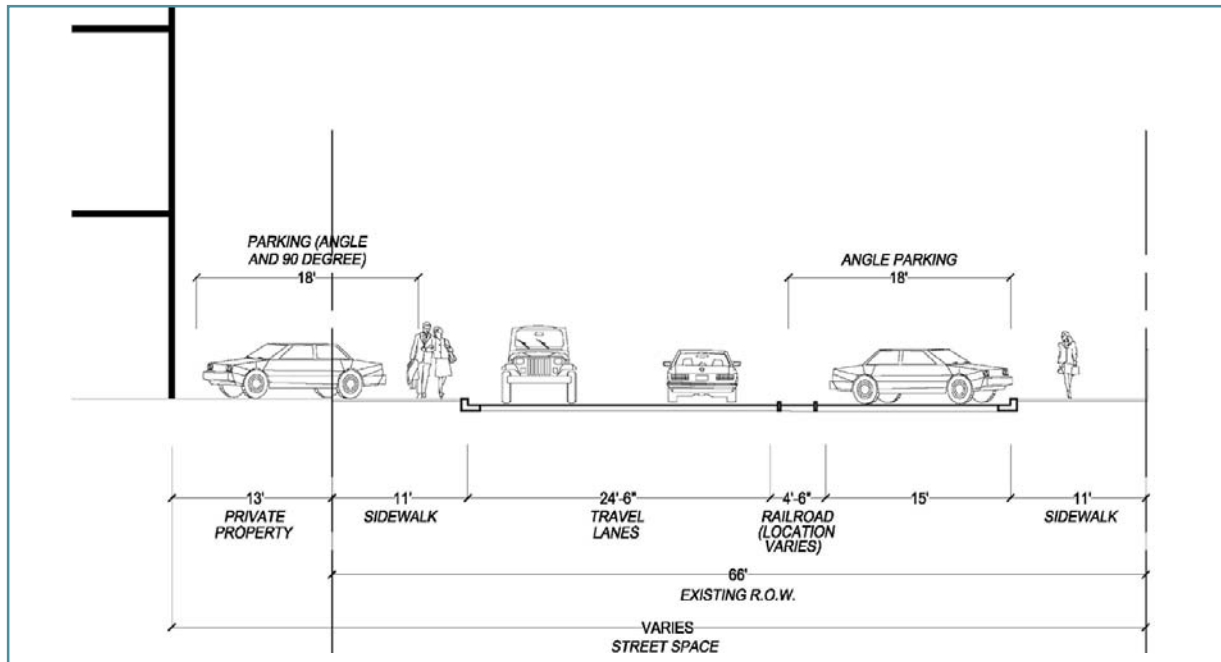 PARKING (ANGLE
AND 90 DEGREE)
18'
ANGLE PARKING
18'
13'
PRIVATE
PROPERTY
11'
SIDEWALK
24'-6"
TRAVEL
LANES
4'-6"
RAILROAD
(LOCATION
VARIES)
15'
11'
SIDEWALK
66'
EXISTING R.O.W.
VARIES
STREET SPACE